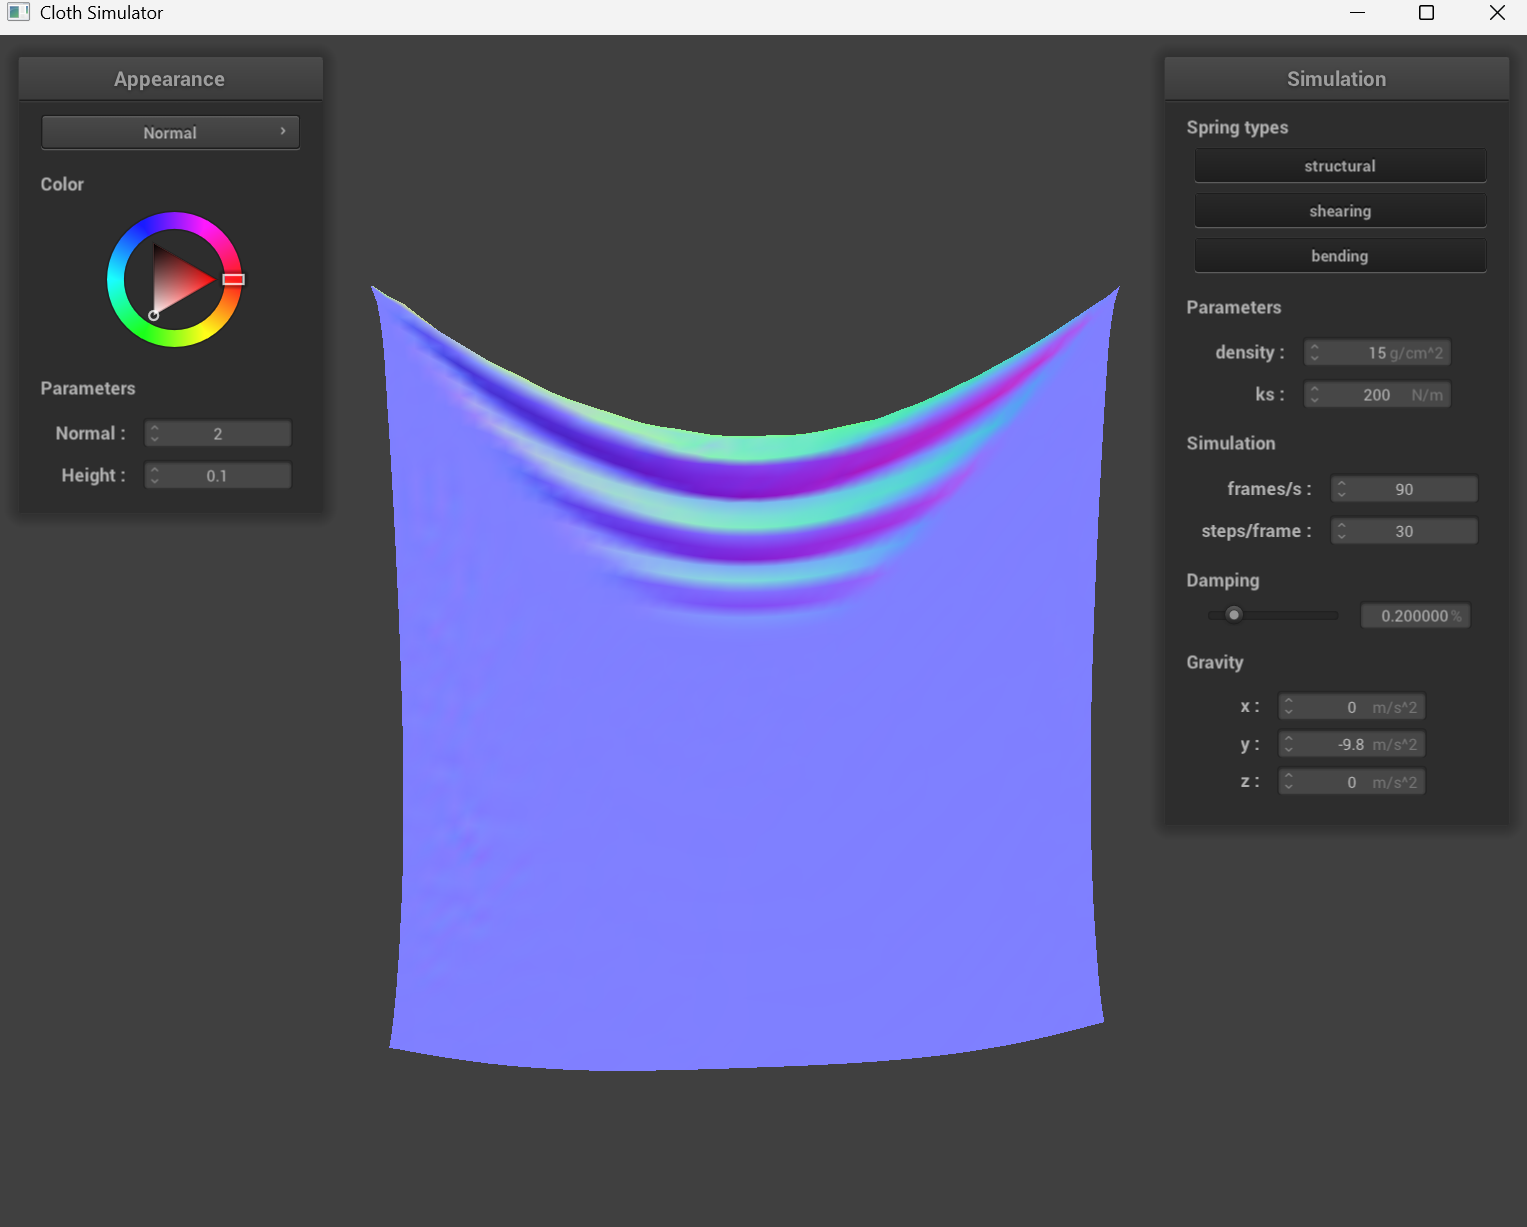 Cloth Simulator
Appearance
Normal
Color
Parameters
Normal : 2
Height : 0.1
Simulation
Spring types
structural
shearing
bending
Parameters
density : 15 g/cm^2
ks : 200 N/m
Simulation
frames/s : 90
steps/frame : 30
Damping
0.200000 %
Gravity
x : 0 m/s^2
y : -9.8 m/s^2
z : 0 m/s^2